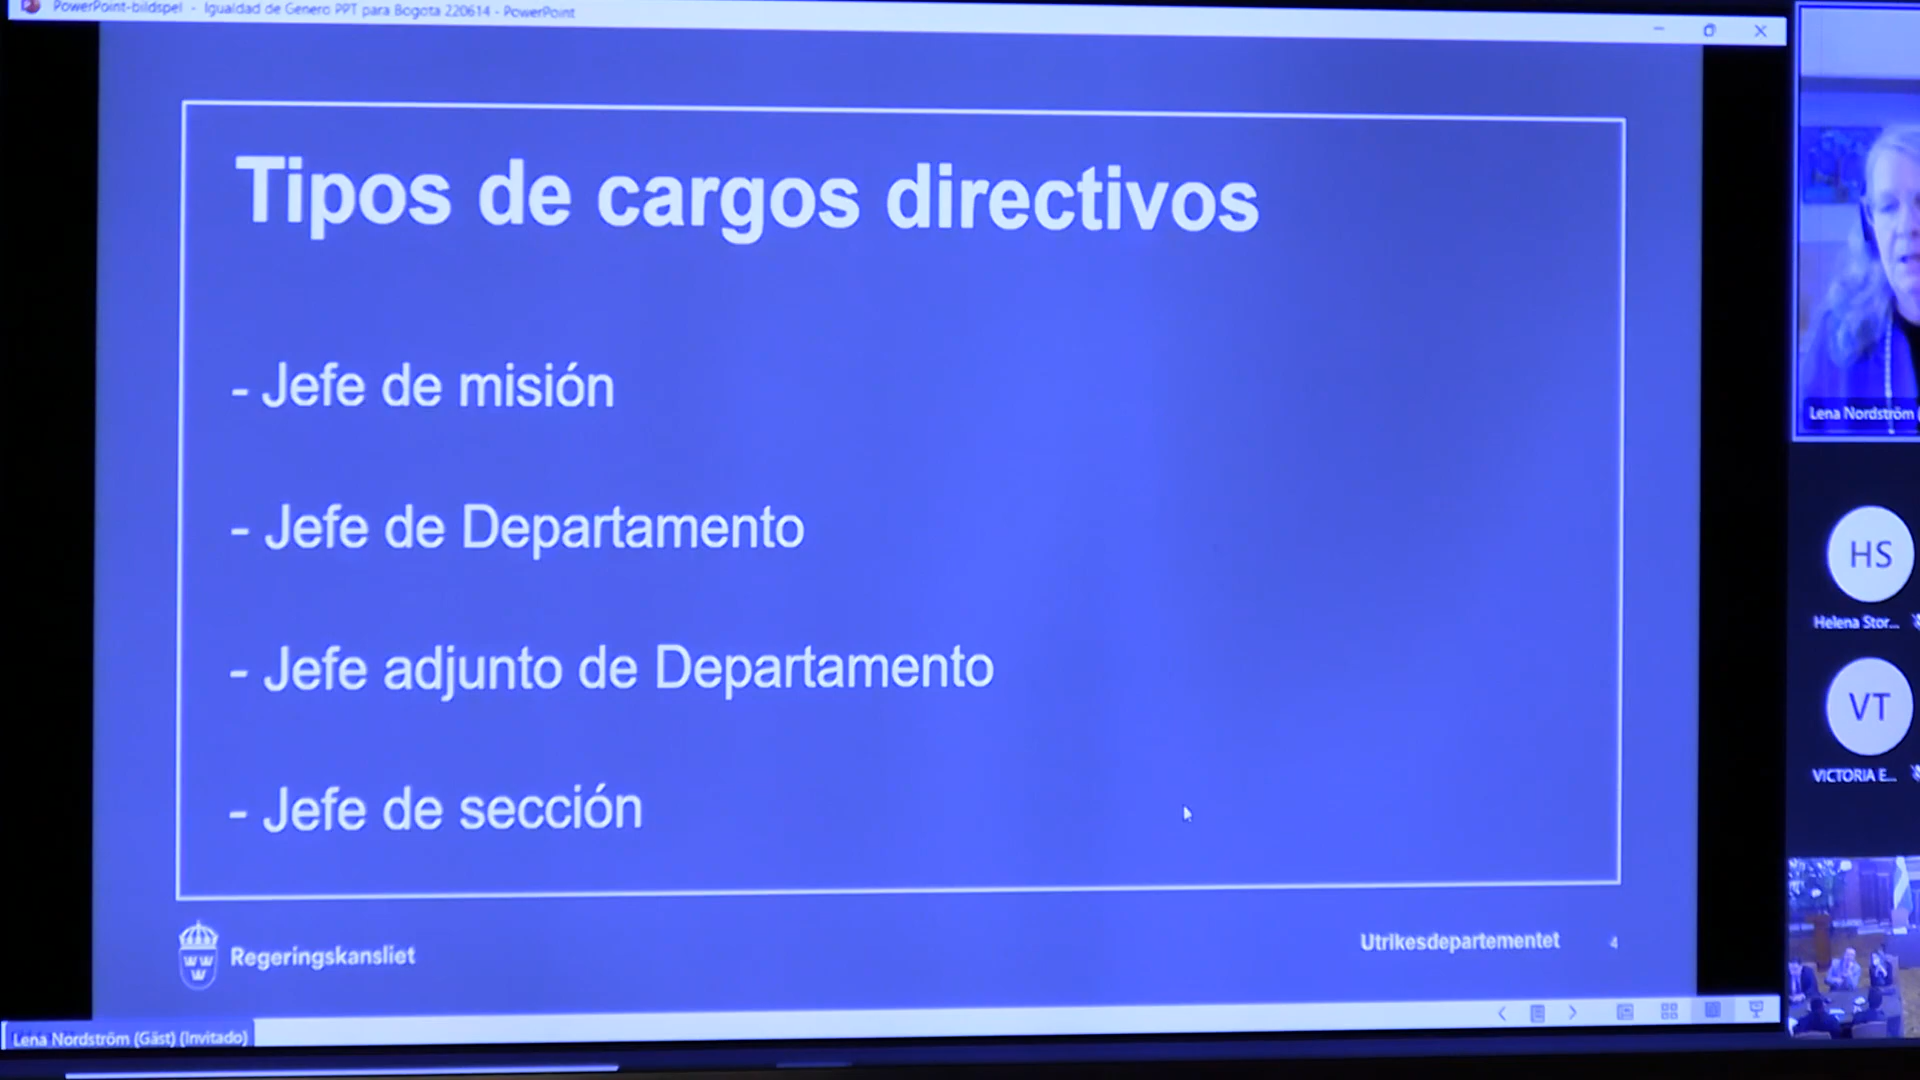 PowerPoint-bildspel - Igualdad de Genero PPT para Bogota 220614 - PowerPoint
Tipos de cargos directivos
- Jefe de misión
- Jefe de Departamento
- Jefe adjunto de Departamento
- Jefe de sección
Regeringskansliet
Utrikesdepartementet 4
Lena Nordström (Gäst) (Invitado)
Lena Nordström
HS
Helena Stor...
VT
VICTORIA E...